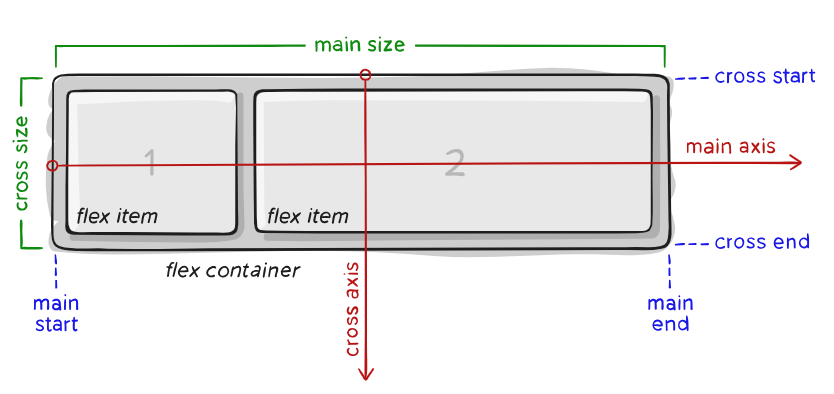 main size
cross start
cross size
1
2
main axis
flex item
flex item
cross end
flex container
cross axis
main
start
main
end